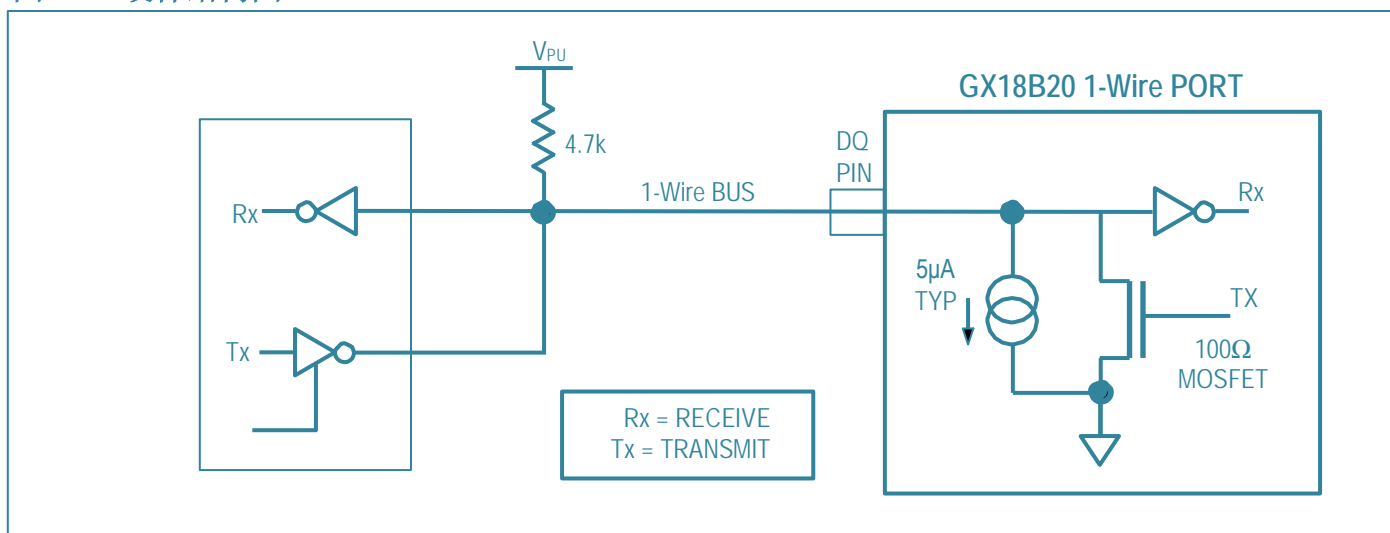 V_PU
GX18B20 1-Wire PORT
4.7k
DQ
PIN
1-Wire BUS
Rx
Rx
5µA
TYP
TX
Tx
100Ω
MOSFET
Rx = RECEIVE
Tx = TRANSMIT